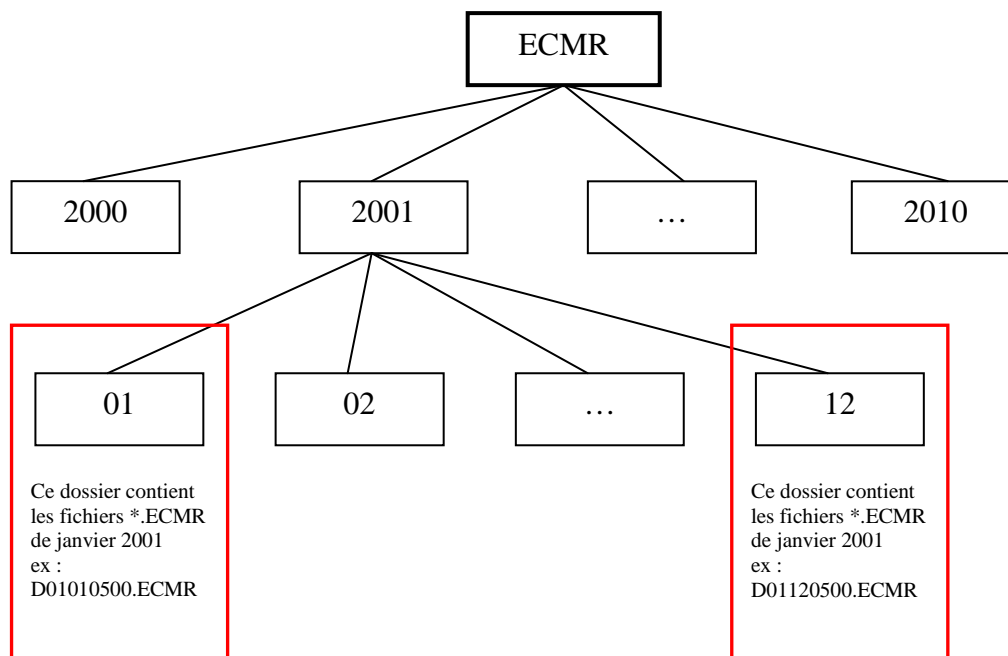 ECMR
2000
2001
…
2010
01
02
…
12
Ce dossier contient
les fichiers *.ECMR
de janvier 2001
ex :
D01010500.ECMR
Ce dossier contient
les fichiers *.ECMR
de janvier 2001
ex :
D01120500.ECMR